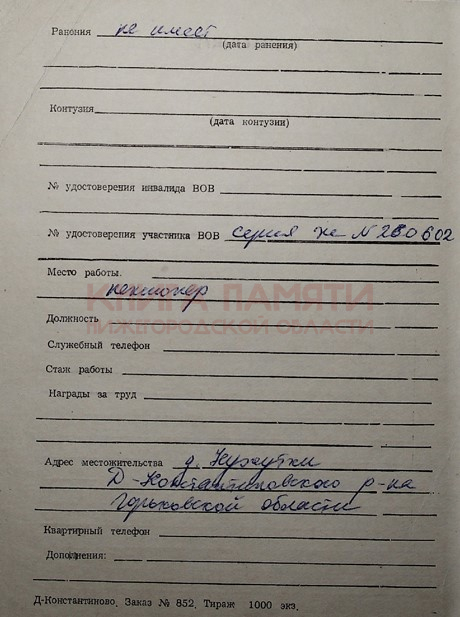 Ранения не имеет
(дата ранения)
Контузия
(дата контузии)
№ удостоверения инвалида ВОВ
№ удостоверения участника ВОВ серия Же № 280602
Место работы.
пенсионер
КНИГА ПАМЯТИ
НИЖЕГОРОДСКОЙ ОБЛАСТИ
Должность
Служебный телефон
Стаж работы
Награды за труд
Адрес местожительства д. Нужутки
Д-Константиновского р-на
Горьковской области
Квартирный телефон
Дополнения:
Д-Константиново. Заказ № 852. Тираж 1000 экз.